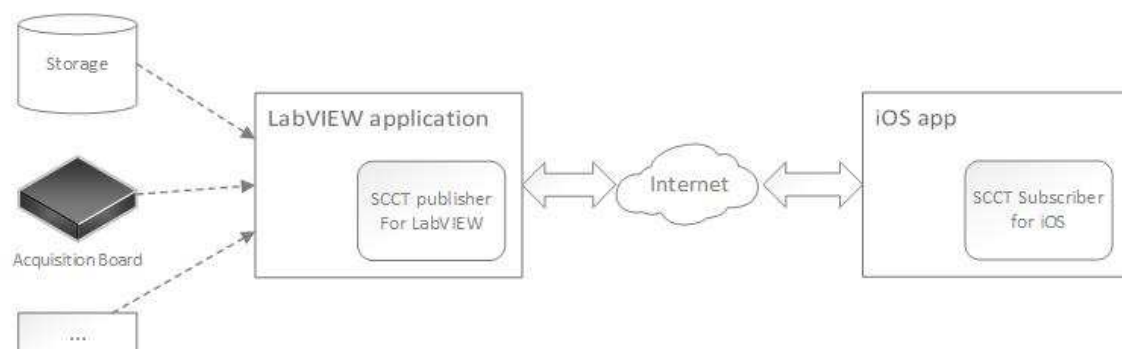 Storage
LabVIEW application
iOS app
SCCT publisher
For LabVIEW
Internet
SCCT Subscriber
for iOS
Acquisition Board
...